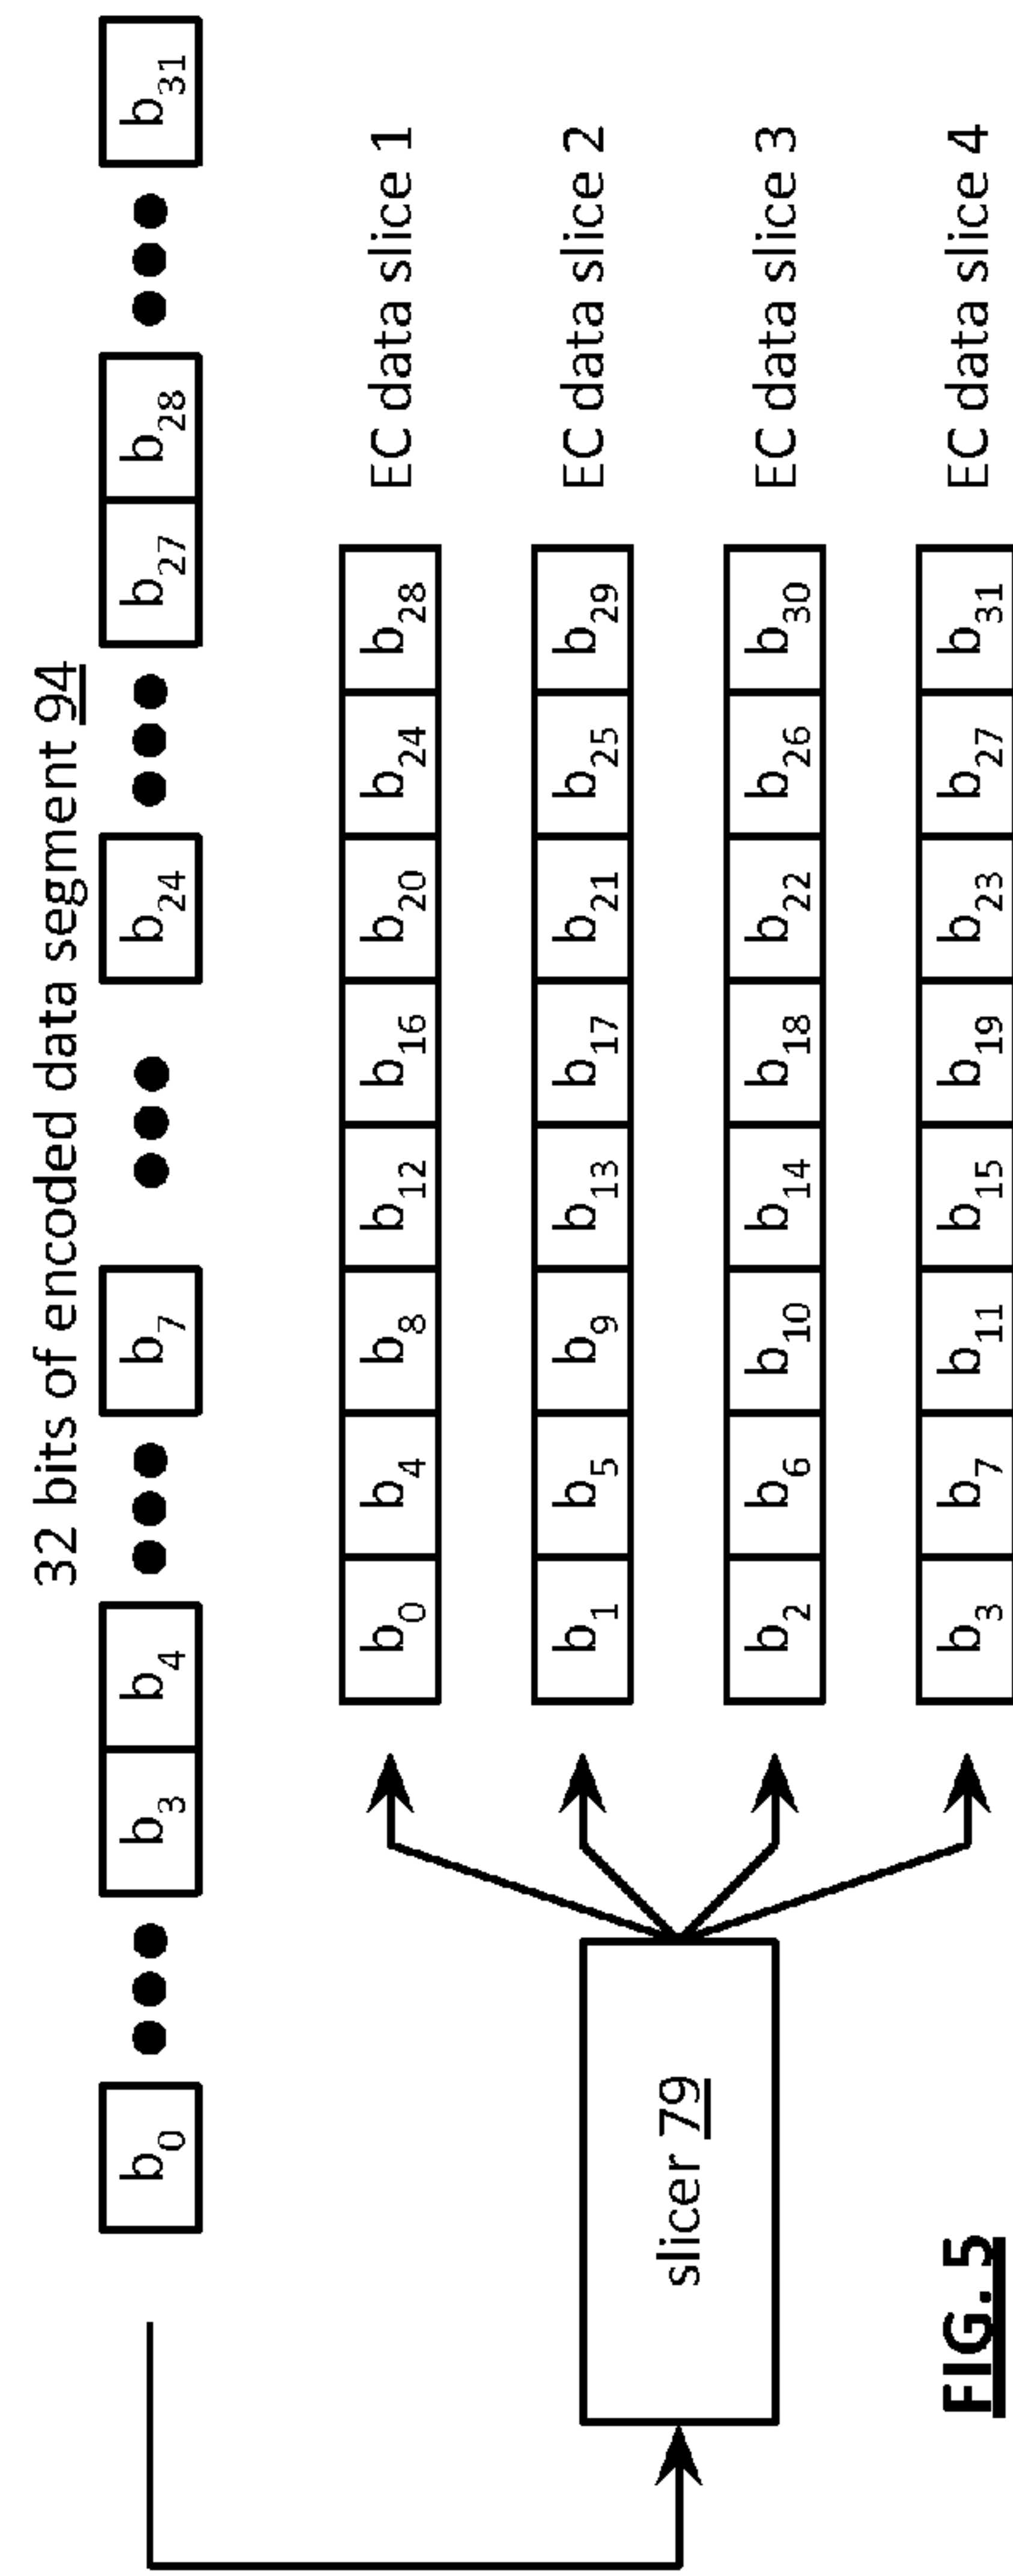 32 bits of encoded data segment 94
b0 b3 b4 b7 b24 b27 b28 b31
slicer 79
b0 b4 b8 b12 b16 b20 b24 b28 EC data slice 1
b1 b5 b9 b13 b17 b21 b25 b29 EC data slice 2
b2 b6 b10 b14 b18 b22 b26 b30 EC data slice 3
b3 b7 b11 b15 b19 b23 b27 b31 EC data slice 4
FIG. 5